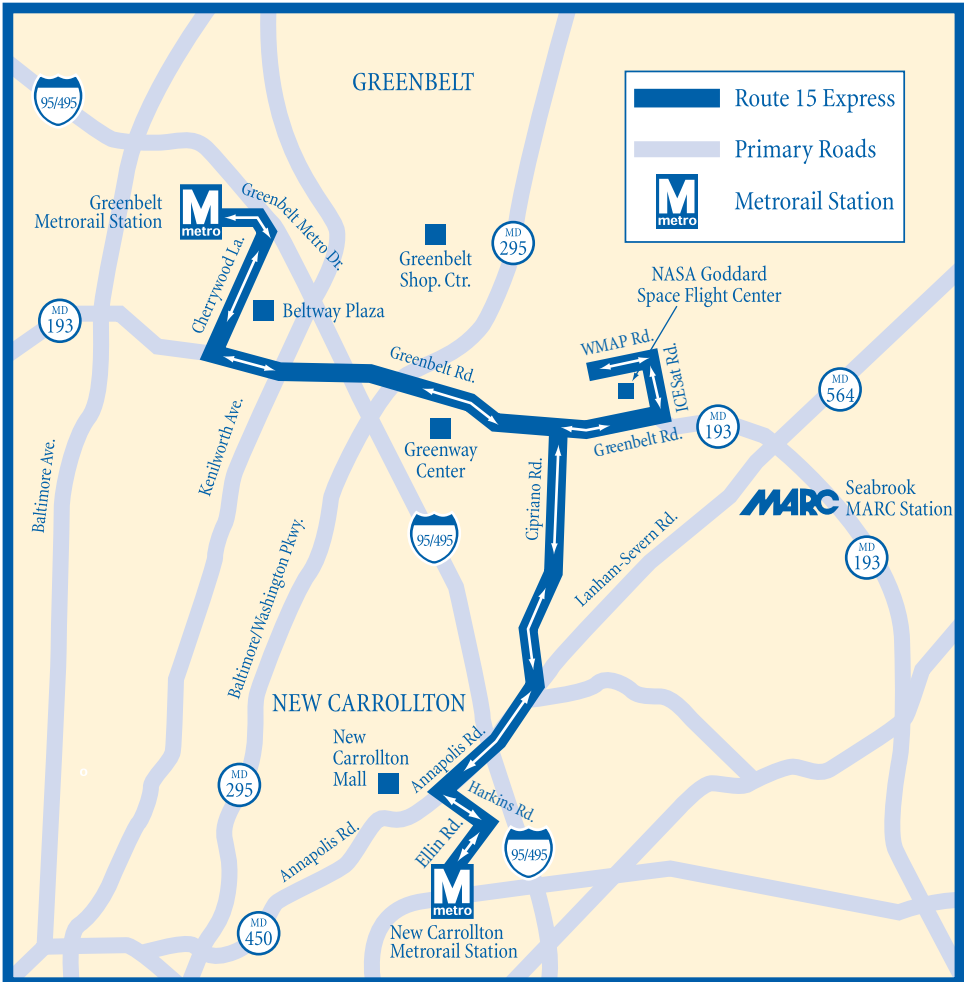 GREENBELT
95/495
Route 15 Express
Primary Roads
M
metro
Metrorail Station
Greenbelt
Metrorail Station
M
metro
Greenbelt Metro Dr.
Cherrywood La.
Greenbelt
Shop. Ctr.
MD
295
NASA Goddard
Space Flight Center
MD
193
Beltway Plaza
WMAP Rd.
ICESat Rd.
Greenbelt Rd.
MD
564
Greenbelt Rd.
MD
193
Greenway
Center
Baltimore Ave.
Kenilworth Ave.
Cipriano Rd.
MARC
Seabrook
MARC Station
95/495
Lanham-Severn Rd.
MD
193
Baltimore/Washington Pkwy.
NEW CARROLLTON
New
Carrollton
Mall
Annapolis Rd.
MD
295
Harkins Rd.
Annapolis Rd.
Ellin Rd.
95/495
M
metro
MD
450
New Carrollton
Metrorail Station